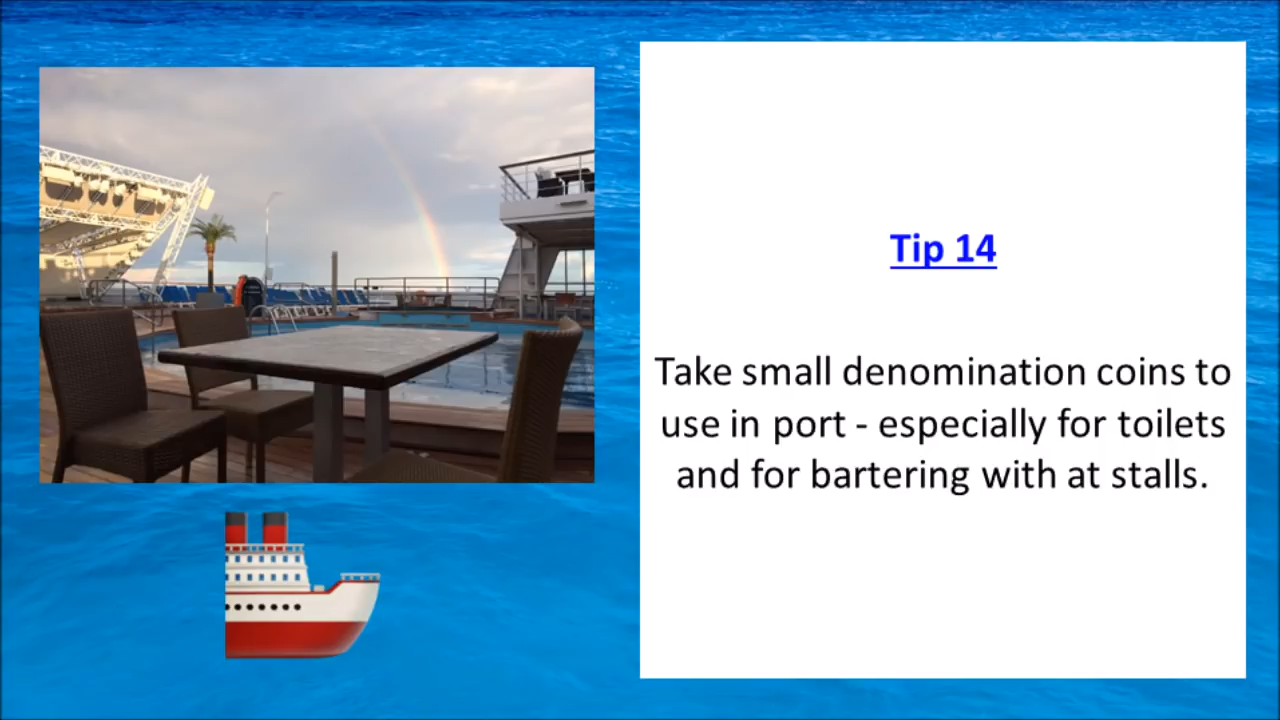 Tip 14
Take small denomination coins to
use in port - especially for toilets
and for bartering with at stalls.